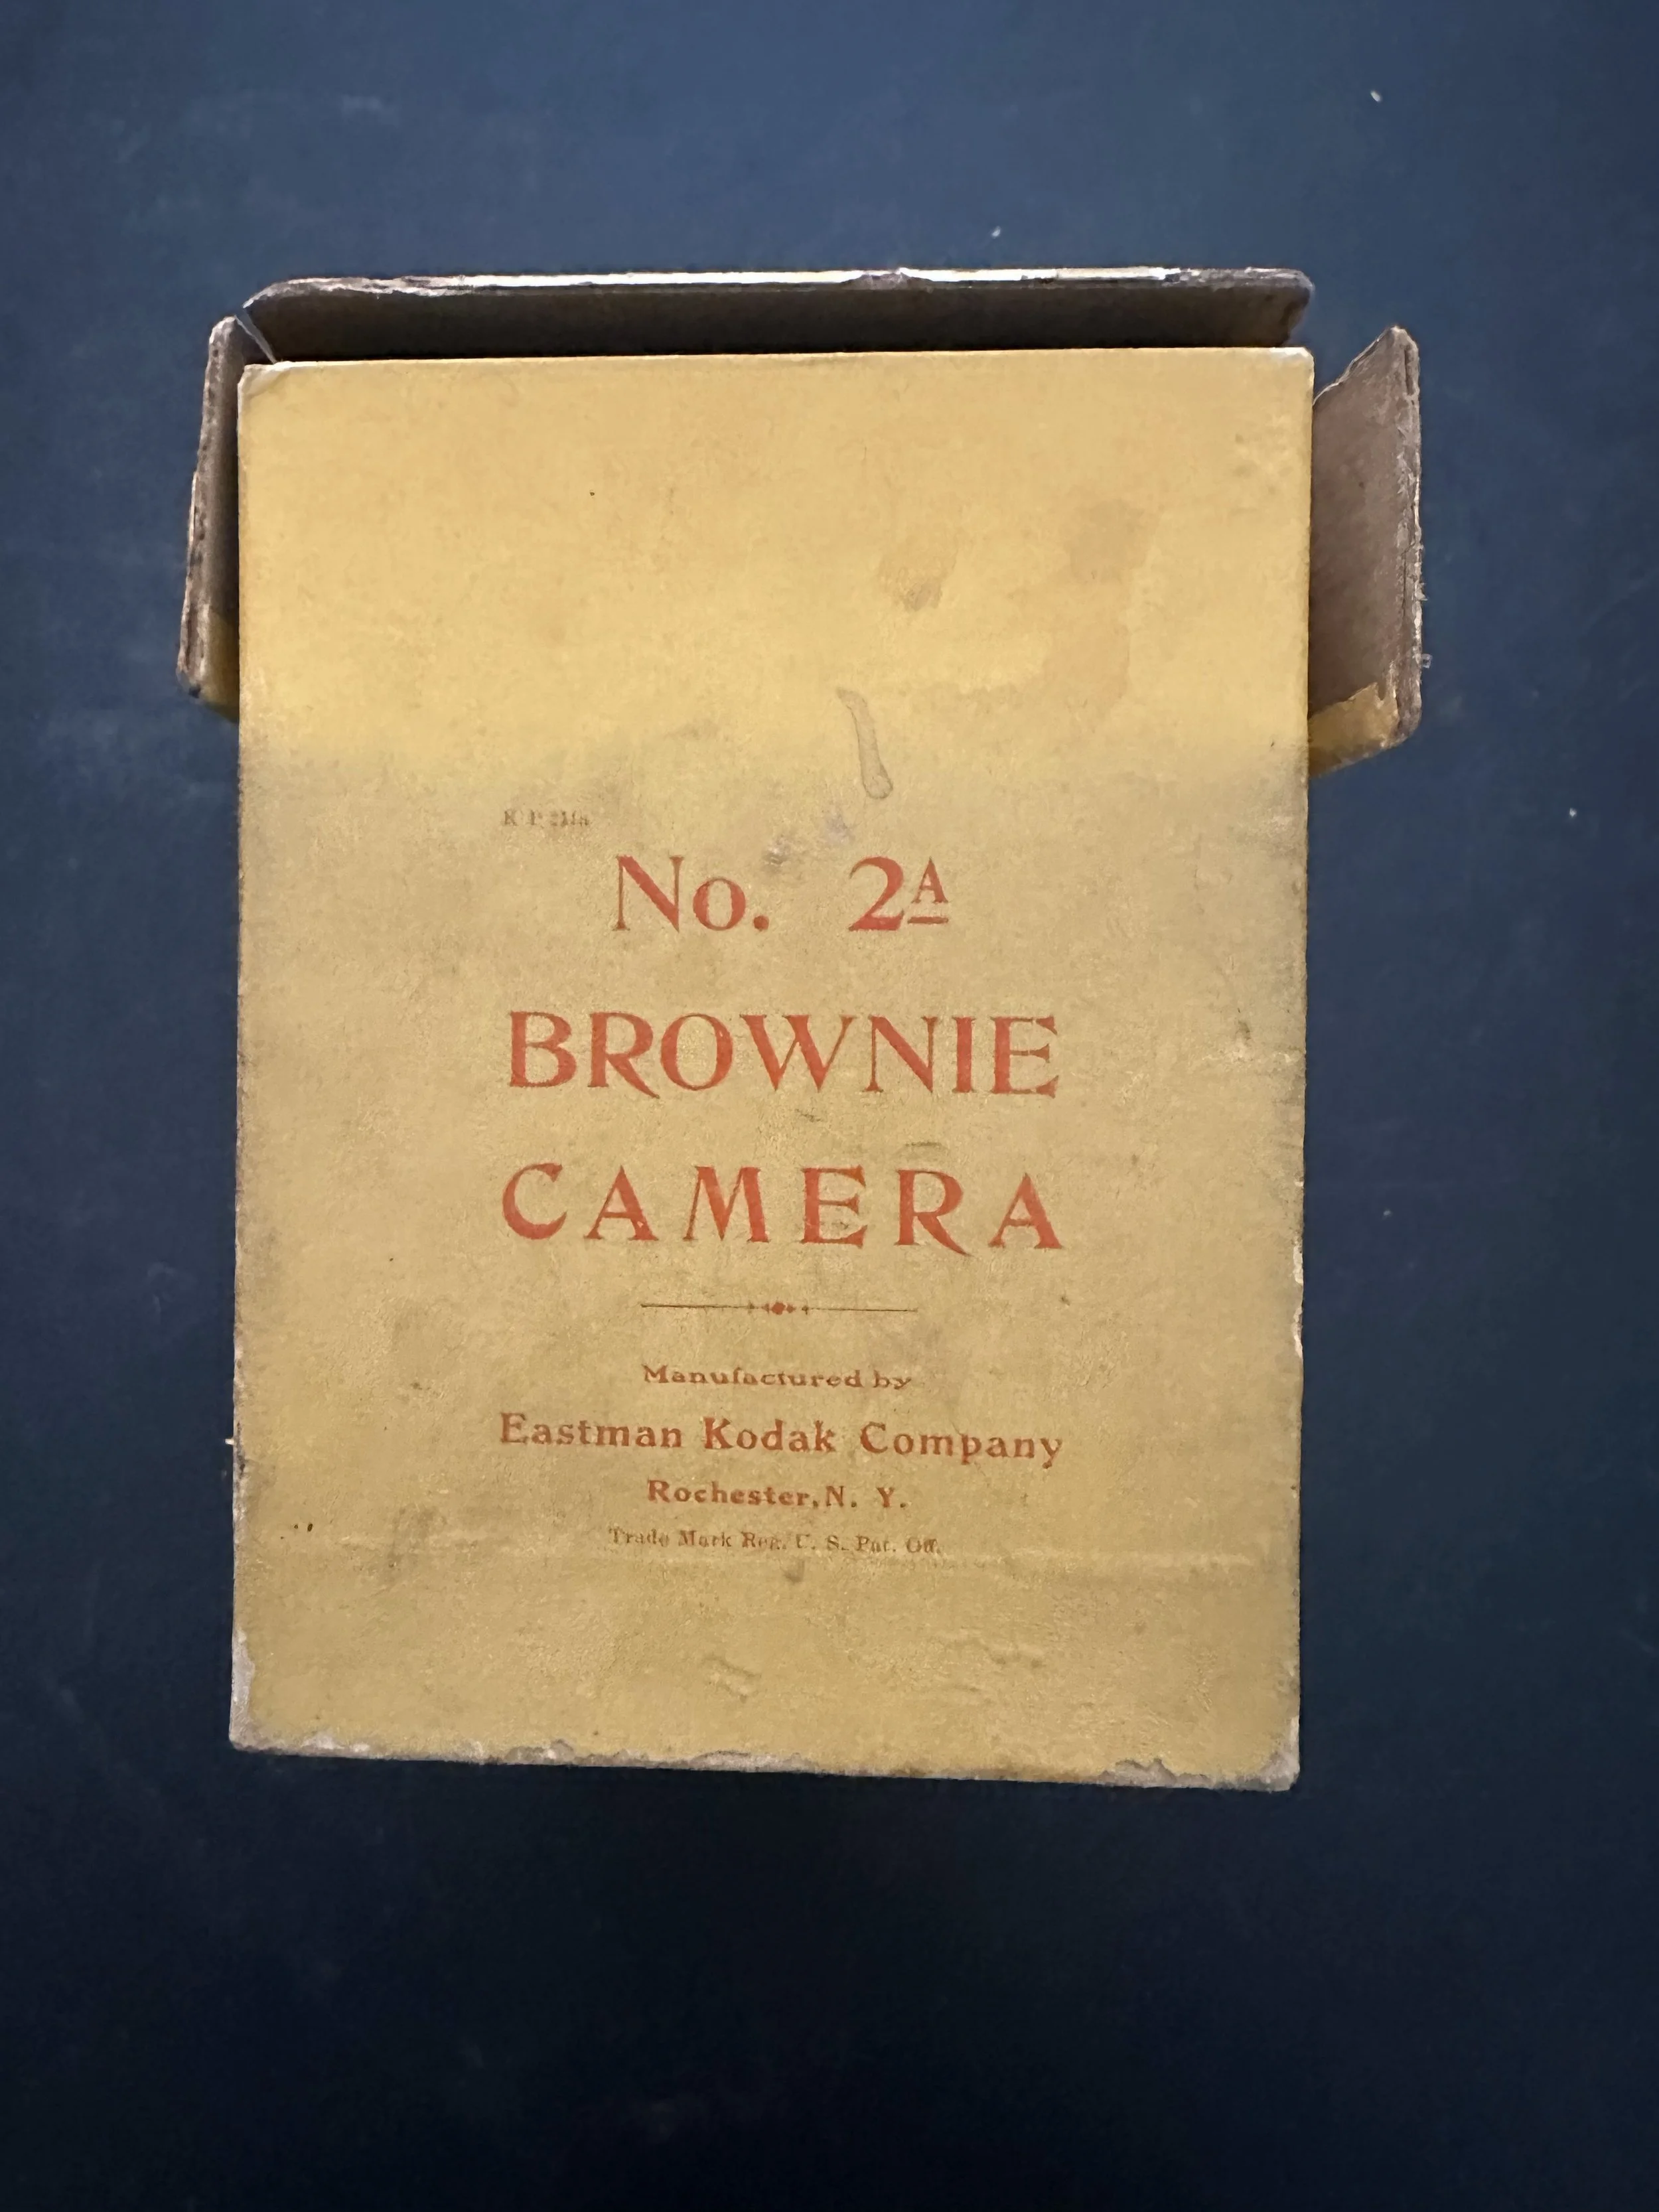 K P
No. 2A
BROWNIE
CAMERA
Manufactured by
Eastman Kodak Company
Rochester, N. Y.
Trade Mark Reg. U. S. Pat. Off.